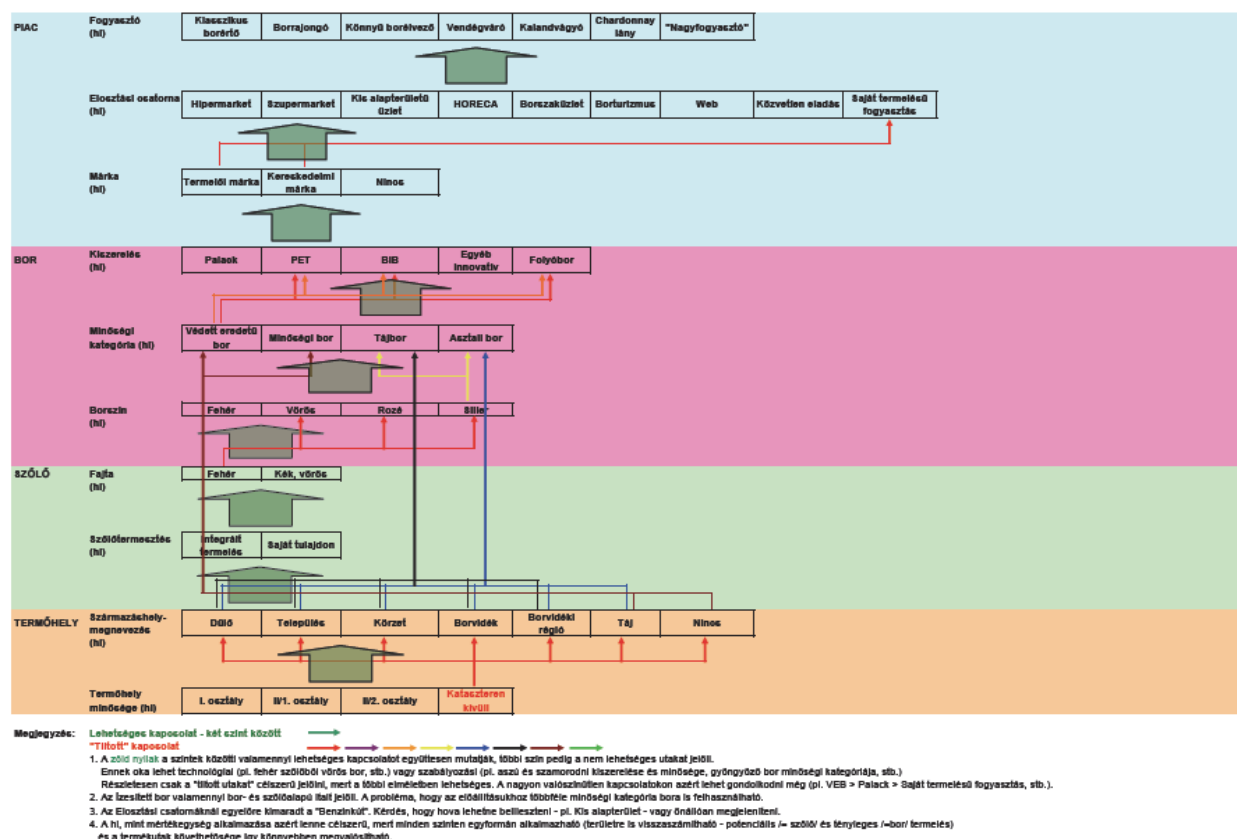 PIAC
Fogyasztó
(hl)
Klasszikus
borértő
Borrajongó
Könnyű borélvező
Vendégváró
Kalandvágyó
Chardonnay
lány
"Nagyfogyasztó"
Elosztási csatorna
(hl)
Hipermarket
Szupermarket
Kis alapterületű
üzlet
HORECA
Borszaküzlet
Borturizmus
Web
Közvetlen eladás
Saját termelésű
fogyasztás
Márka
(hl)
Termelői márka
Kereskedelmi
márka
Nincs
BOR
Kiszerelés
(hl)
Palack
PET
BIB
Egyéb
innovatív
Folyóbor
Minőségi
kategória (hl)
Védett eredetű
bor
Minőségi bor
Tájbor
Asztali bor
Borszín
(hl)
Fehér
Vörös
Rozé
Siller
SZŐLŐ
Fajta
(hl)
Fehér
Kék, vörös
Szőlőtermesztés
(hl)
Integrált
termelés
Saját tulajdon
TERMŐHELY
Származáshely-
megnevezés
(hl)
Dűlő
Település
Körzet
Borvidék
Borvidéki
régió
Táj
Nincs
Termőhely
minősége (hl)
I. osztály
II/1. osztály
II/2. osztály
Kataszteren
kívüli
Megjegyzés: Lehetséges kapcsolat - két szint között
"Tiltott" kapcsolat
1. A zöld nyilak a szintek közötti valamennyi lehetséges kapcsolatot együttesen mutatják, többi szín pedig a nem lehetséges utakat jelöli.
Ennek oka lehet technológiai (pl. fehér szőlőből vörös bor, stb.) vagy szabályozási (pl. aszú és szamorodni kiszerelése és minősége, gyöngyöző bor minőségi kategóriája, stb.)
Részletesen csak a "tiltott utakat" célszerű jelölni, mert a többi elméletben lehetséges. A nagyon valószínűtlen kapcsolatokon azért lehet gondolkodni még (pl. VEB > Palack > Saját termelésű fogyasztás, stb.).
2. Az ízesített bor valamennyi bor- és szőlőalapú italt jelöli. A probléma, hogy az előállításukhoz többféle minőségi kategória bora is felhasználható.
3. Az Elosztási csatornáknál egyelőre kimaradt a "Benzinkút". Kérdés, hogy hova lehetne beilleszteni - pl. Kis alapterület - vagy önállóan megjeleníteni.
4. A hl, mint mértékegység alkalmazása azért lenne célszerű, mert minden szinten egyformán alkalmazható (területre is visszaszámítható - potenciális /= szőlő/ és tényleges /=bor/ termelés)
és a termékutak követhetősége így könnyebben megvalósítható.